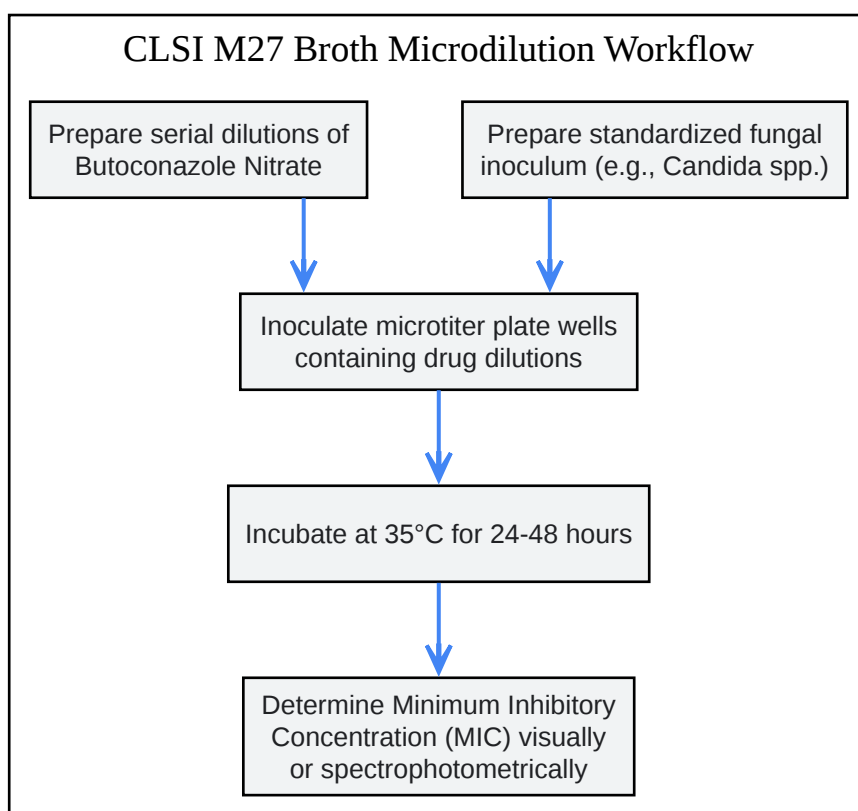 CLSI M27 Broth Microdilution Workflow
Prepare serial dilutions of
Butoconazole Nitrate
Prepare standardized fungal
inoculum (e.g., Candida spp.)
Inoculate microtiter plate wells
containing drug dilutions
Incubate at 35°C for 24-48 hours
Determine Minimum Inhibitory
Concentration (MIC) visually
or spectrophotometrically